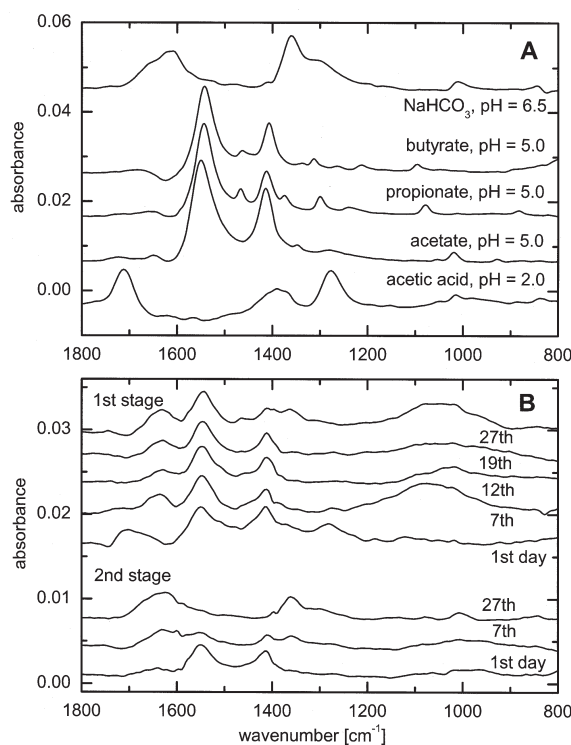 0.06
A
0.04
NaHCO3, pH = 6.5
butyrate, pH = 5.0
absorbance
0.02
propionate, pH = 5.0
acetate, pH = 5.0
0.00
acetic acid, pH = 2.0
1800 1600 1400 1200 1000 800
1st stage
B
0.03
27th
19th
12th
absorbance
0.02
7th
1st day
2nd stage
0.01
27th
7th
1st day
0.00
1800 1600 1400 1200 1000 800
wavenumber [cm-1]